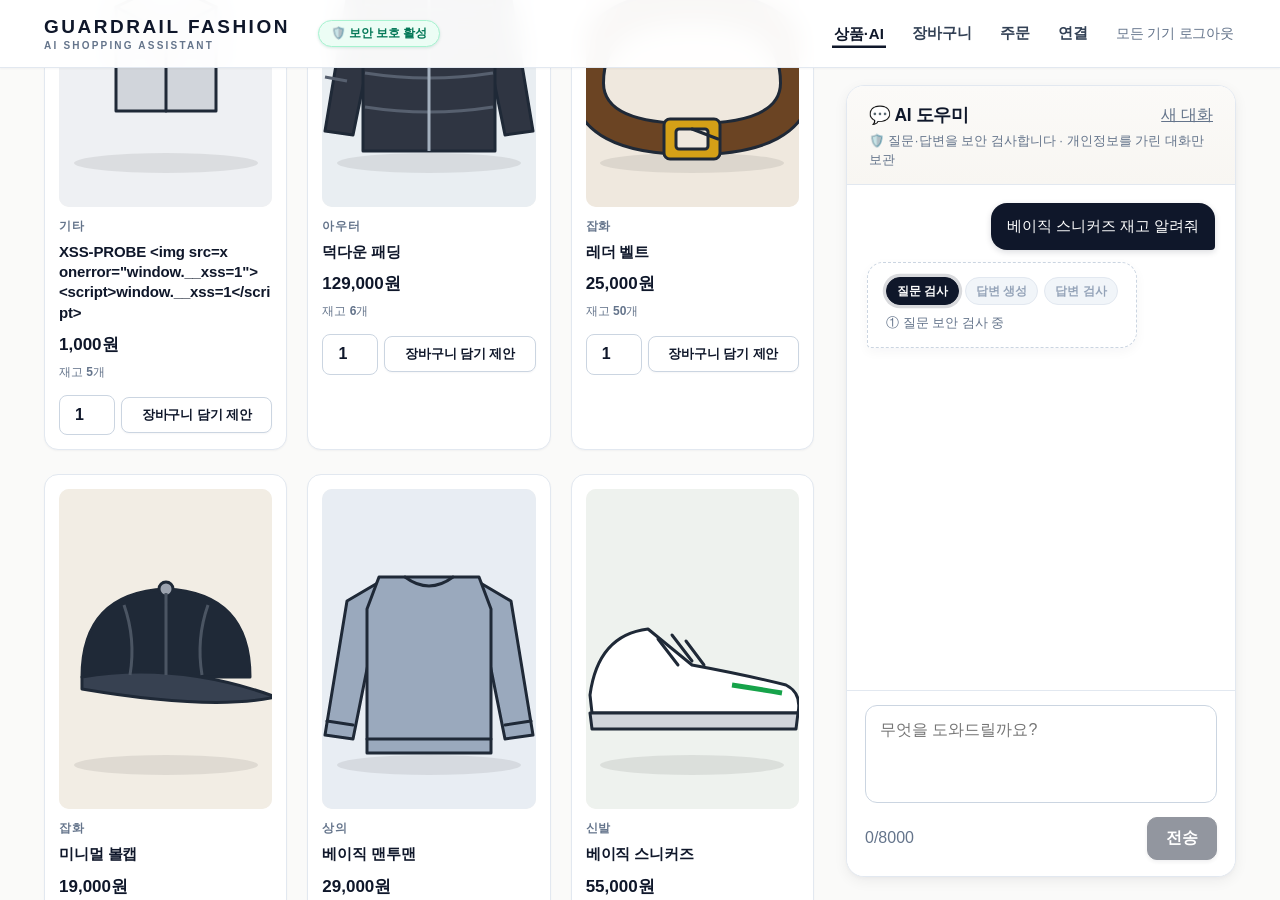 GUARDRAIL FASHION
AI SHOPPING ASSISTANT
🛡️ 보안 보호 활성
상품·AI
장바구니
주문
연결
모든 기기 로그아웃
기타
XSS-PROBE <img src=x
onerror="window.__xss=1">
<script>window.__xss=1</scri
pt>
1,000원
재고 5개
1
장바구니 담기 제안
아우터
덕다운 패딩
129,000원
재고 6개
1
장바구니 담기 제안
잡화
레더 벨트
25,000원
재고 50개
1
장바구니 담기 제안
잡화
미니멀 볼캡
19,000원
상의
베이직 맨투맨
29,000원
신발
베이직 스니커즈
55,000원
💬 AI 도우미
새 대화
🛡️ 질문·답변을 보안 검사합니다 · 개인정보를 가린 대화만
보관
베이직 스니커즈 재고 알려줘
질문 검사
답변 생성
답변 검사
① 질문 보안 검사 중
무엇을 도와드릴까요?
0/8000
전송